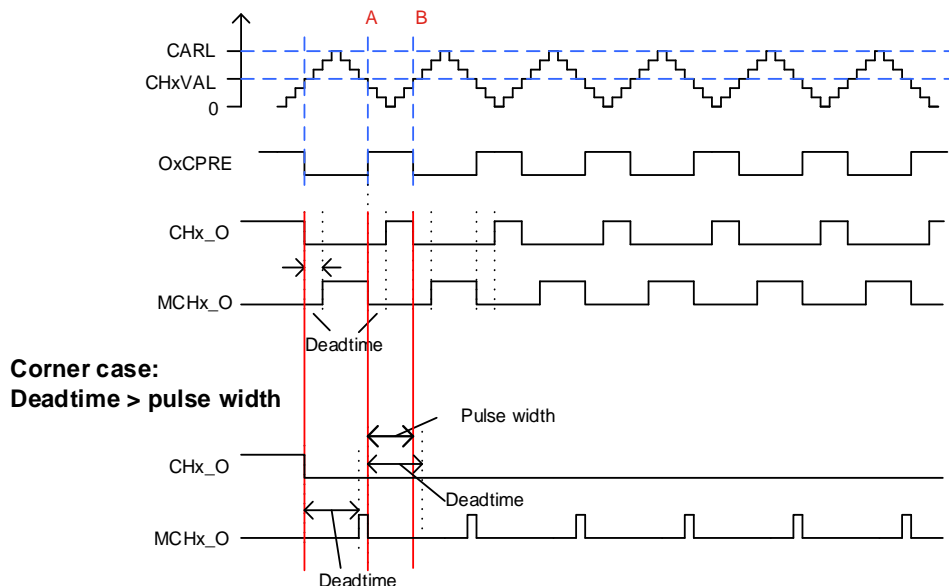 A B
CARL
CHxVAL
0
OxCPRE
CHx_O
MCHx_O
Deadtime
Corner case:
Deadtime > pulse width
Pulse width
CHx_O
Deadtime
MCHx_O
Deadtime